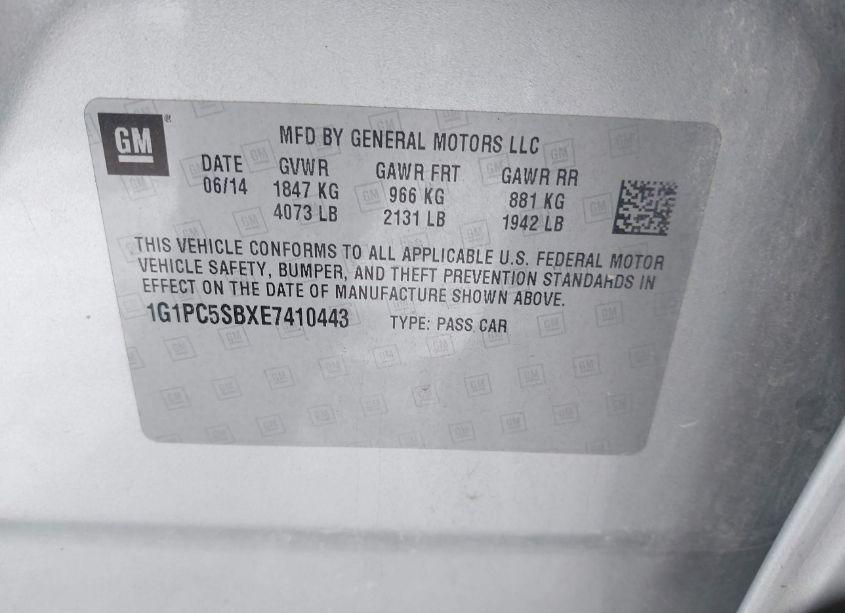 GM®
MFD BY GENERAL MOTORS LLC
DATE GVWR GAWR FRT GAWR RR
06/14 1847 KG 966 KG 881 KG
4073 LB 2131 LB 1942 LB
THIS VEHICLE CONFORMS TO ALL APPLICABLE U.S. FEDERAL MOTOR
VEHICLE SAFETY, BUMPER, AND THEFT PREVENTION STANDARDS IN
EFFECT ON THE DATE OF MANUFACTURE SHOWN ABOVE.
1G1PC5SBXE7410443 TYPE: PASS CAR